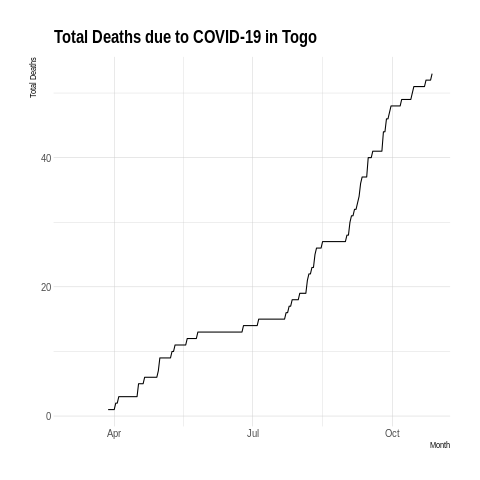 Total Deaths due to COVID-19 in Togo
Total Deaths
40
20
0
Apr
Jul
Oct
Month